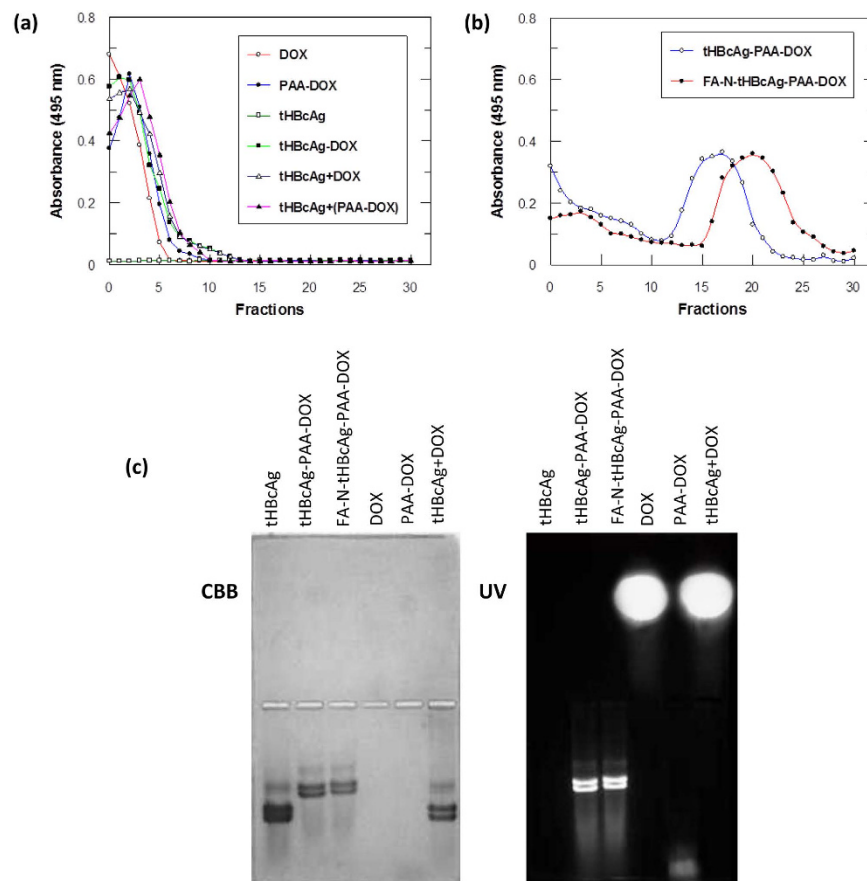 (a)
Absorbance (495 nm)
0.8
0.6
0.4
0.2
0
0 5 10 15 20 25 30
Fractions
DOX
PAA-DOX
tHBcAg
tHBcAg-DOX
tHBcAg+DOX
tHBcAg+(PAA-DOX)
(b)
Absorbance (495 nm)
0.8
0.6
0.4
0.2
0
0 5 10 15 20 25 30
Fractions
tHBcAg-PAA-DOX
FA-N-tHBcAg-PAA-DOX
(c)
tHBcAg
tHBcAg-PAA-DOX
FA-N-tHBcAg-PAA-DOX
DOX
PAA-DOX
tHBcAg+DOX
CBB
tHBcAg
tHBcAg-PAA-DOX
FA-N-tHBcAg-PAA-DOX
DOX
PAA-DOX
tHBcAg+DOX
UV